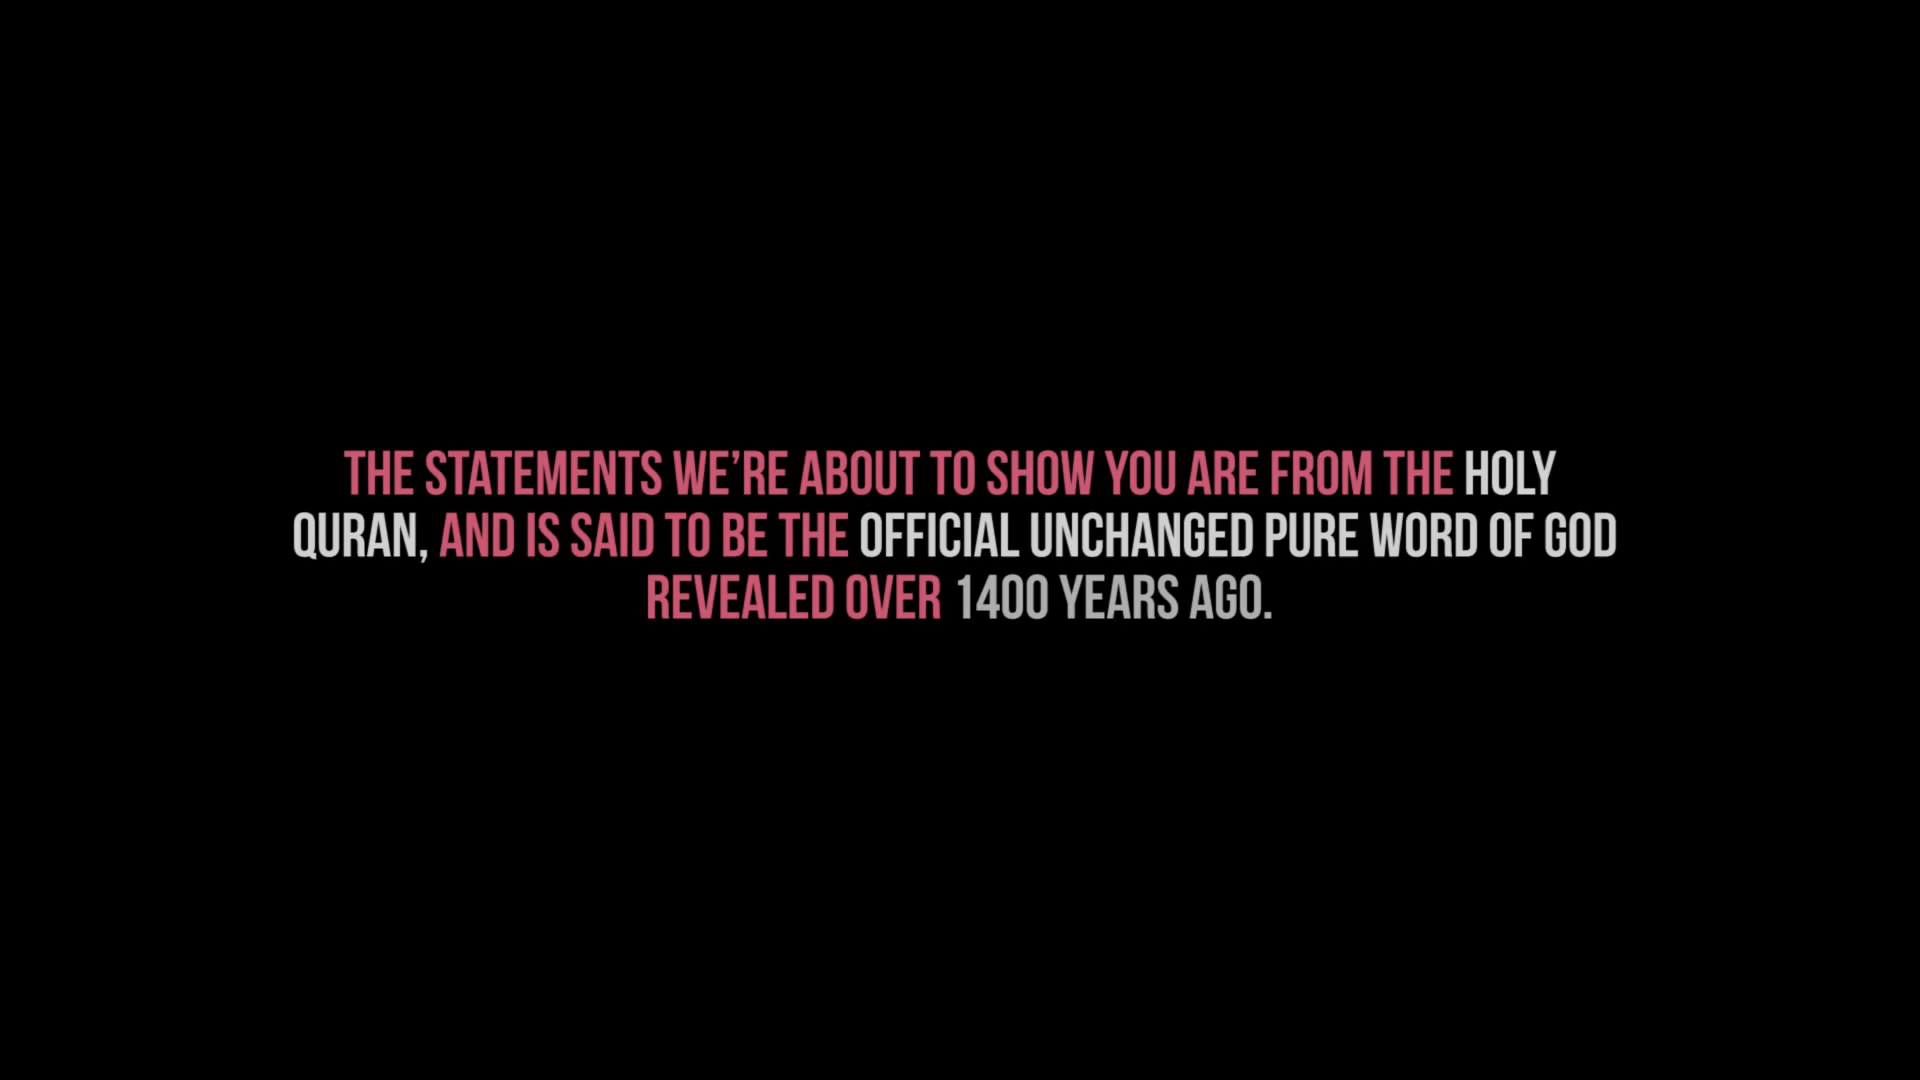 THE STATEMENTS WE’RE ABOUT TO SHOW YOU ARE FROM THE HOLY
QURAN, AND IS SAID TO BE THE OFFICIAL UNCHANGED PURE WORD OF GOD
REVEALED OVER 1400 YEARS AGO.